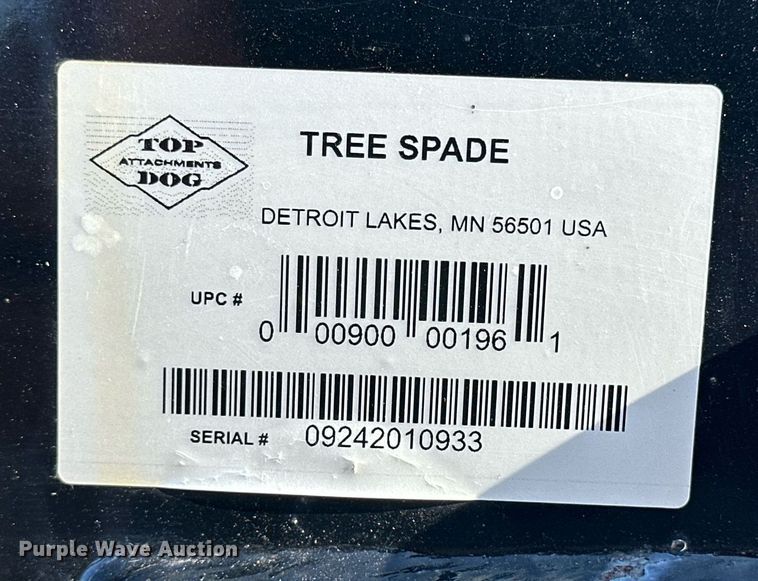 TOP
ATTACHMENTS
DOG
TREE SPADE
DETROIT LAKES, MN 56501 USA
UPC #
0 00900 00196 1
SERIAL # 09242010933
Purple Wave Auction